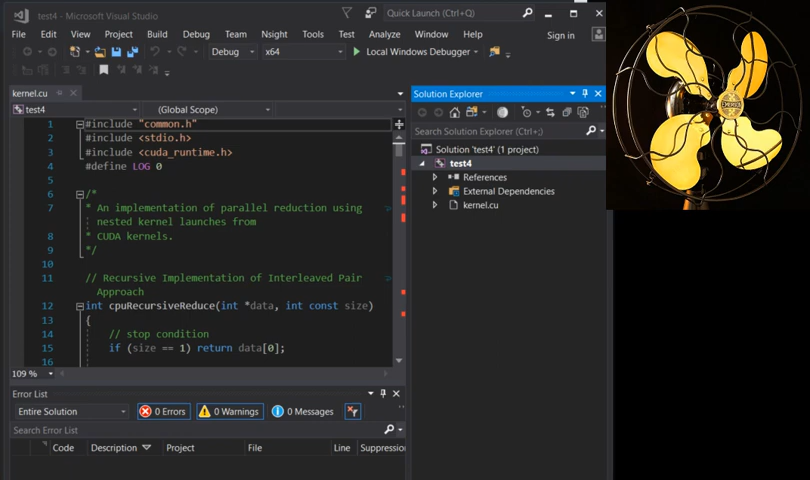 test4 - Microsoft Visual Studio
Quick Launch (Ctrl+Q)
File Edit View Project Build Debug Team Nsight Tools Test Analyze Window Help Sign in
Debug x64 Local Windows Debugger
kernel.cu
test4 (Global Scope)
1 #include "common.h"
2 #include <stdio.h>
3 #include <cuda_runtime.h>
4 #define LOG 0
5
6 /*
7 * An implementation of parallel reduction using
nested kernel launches from
8 * CUDA kernels.
9 */
10
11 // Recursive Implementation of Interleaved Pair
Approach
12 int cpuRecursiveReduce(int *data, int const size)
13 {
14 // stop condition
15 if (size == 1) return data[0];
16
109 %
Error List
Entire Solution 0 Errors 0 Warnings 0 Messages
Search Error List
Code Description Project File Line Suppression
Solution Explorer
Search Solution Explorer (Ctrl+;)
Solution 'test4' (1 project)
test4
References
External Dependencies
kernel.cu
EMERSON